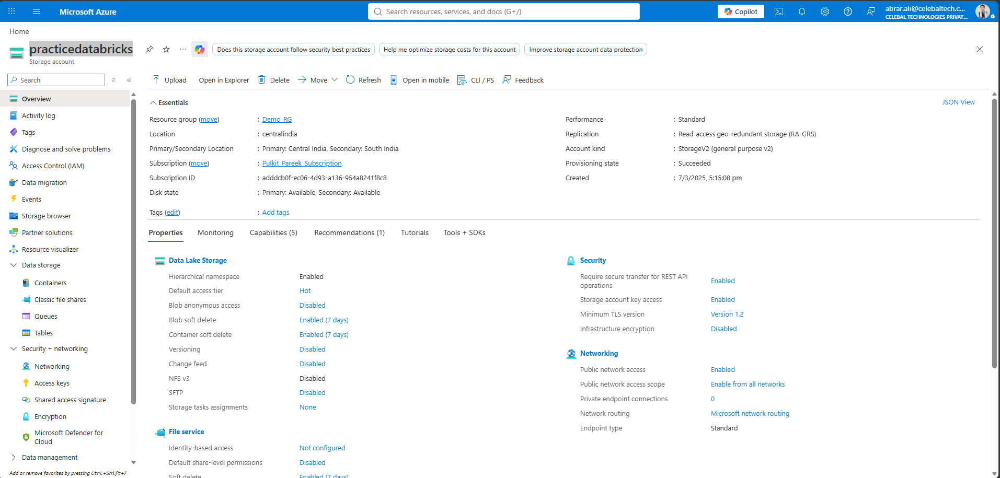 Microsoft Azure
Search resources, services, and docs (G+/)
Copilot
abrar.ali@celebaltech.c...
CELEBAL TECHNOLOGIES PRIVAT...
Home
practicedatabricks
Storage account
Does this storage account follow security best practices
Help me optimize storage costs for this account
Improve storage account data protection
Search
Upload
Open in Explorer
Delete
Move
Refresh
Open in mobile
CLI / PS
Feedback
Overview
Activity log
Tags
Diagnose and solve problems
Access Control (IAM)
Data migration
Events
Storage browser
Partner solutions
Resource visualizer
Data storage
Containers
Classic file shares
Queues
Tables
Security + networking
Networking
Access keys
Shared access signature
Encryption
Microsoft Defender for
Cloud
Data management
Add or remove favorites by pressing Ctrl+Shift+F
Essentials
JSON View
Resource group (move) : Demo_RG
Location : centralindia
Primary/Secondary Location : Primary: Central India, Secondary: South India
Subscription (move) : Pulkit_Pareek_Subscription
Subscription ID : adddcb0f-ec06-4d93-a136-954a8241f8c8
Disk state : Primary: Available, Secondary: Available
Tags (edit) : Add tags
Performance : Standard
Replication : Read-access geo-redundant storage (RA-GRS)
Account kind : StorageV2 (general purpose v2)
Provisioning state : Succeeded
Created : 7/3/2025, 5:15:08 pm
Properties
Monitoring
Capabilities (5)
Recommendations (1)
Tutorials
Tools + SDKs
Data Lake Storage
Hierarchical namespace Enabled
Default access tier Hot
Blob anonymous access Disabled
Blob soft delete Enabled (7 days)
Container soft delete Enabled (7 days)
Versioning Disabled
Change feed Disabled
NFS v3 Disabled
SFTP Disabled
Storage tasks assignments None
File service
Identity-based access Not configured
Default share-level permissions Disabled
Soft delete Enabled (7 days)
Security
Require secure transfer for REST API
operations Enabled
Storage account key access Enabled
Minimum TLS version Version 1.2
Infrastructure encryption Disabled
Networking
Public network access Enabled
Public network access scope Enable from all networks
Private endpoint connections 0
Network routing Microsoft network routing
Endpoint type Standard